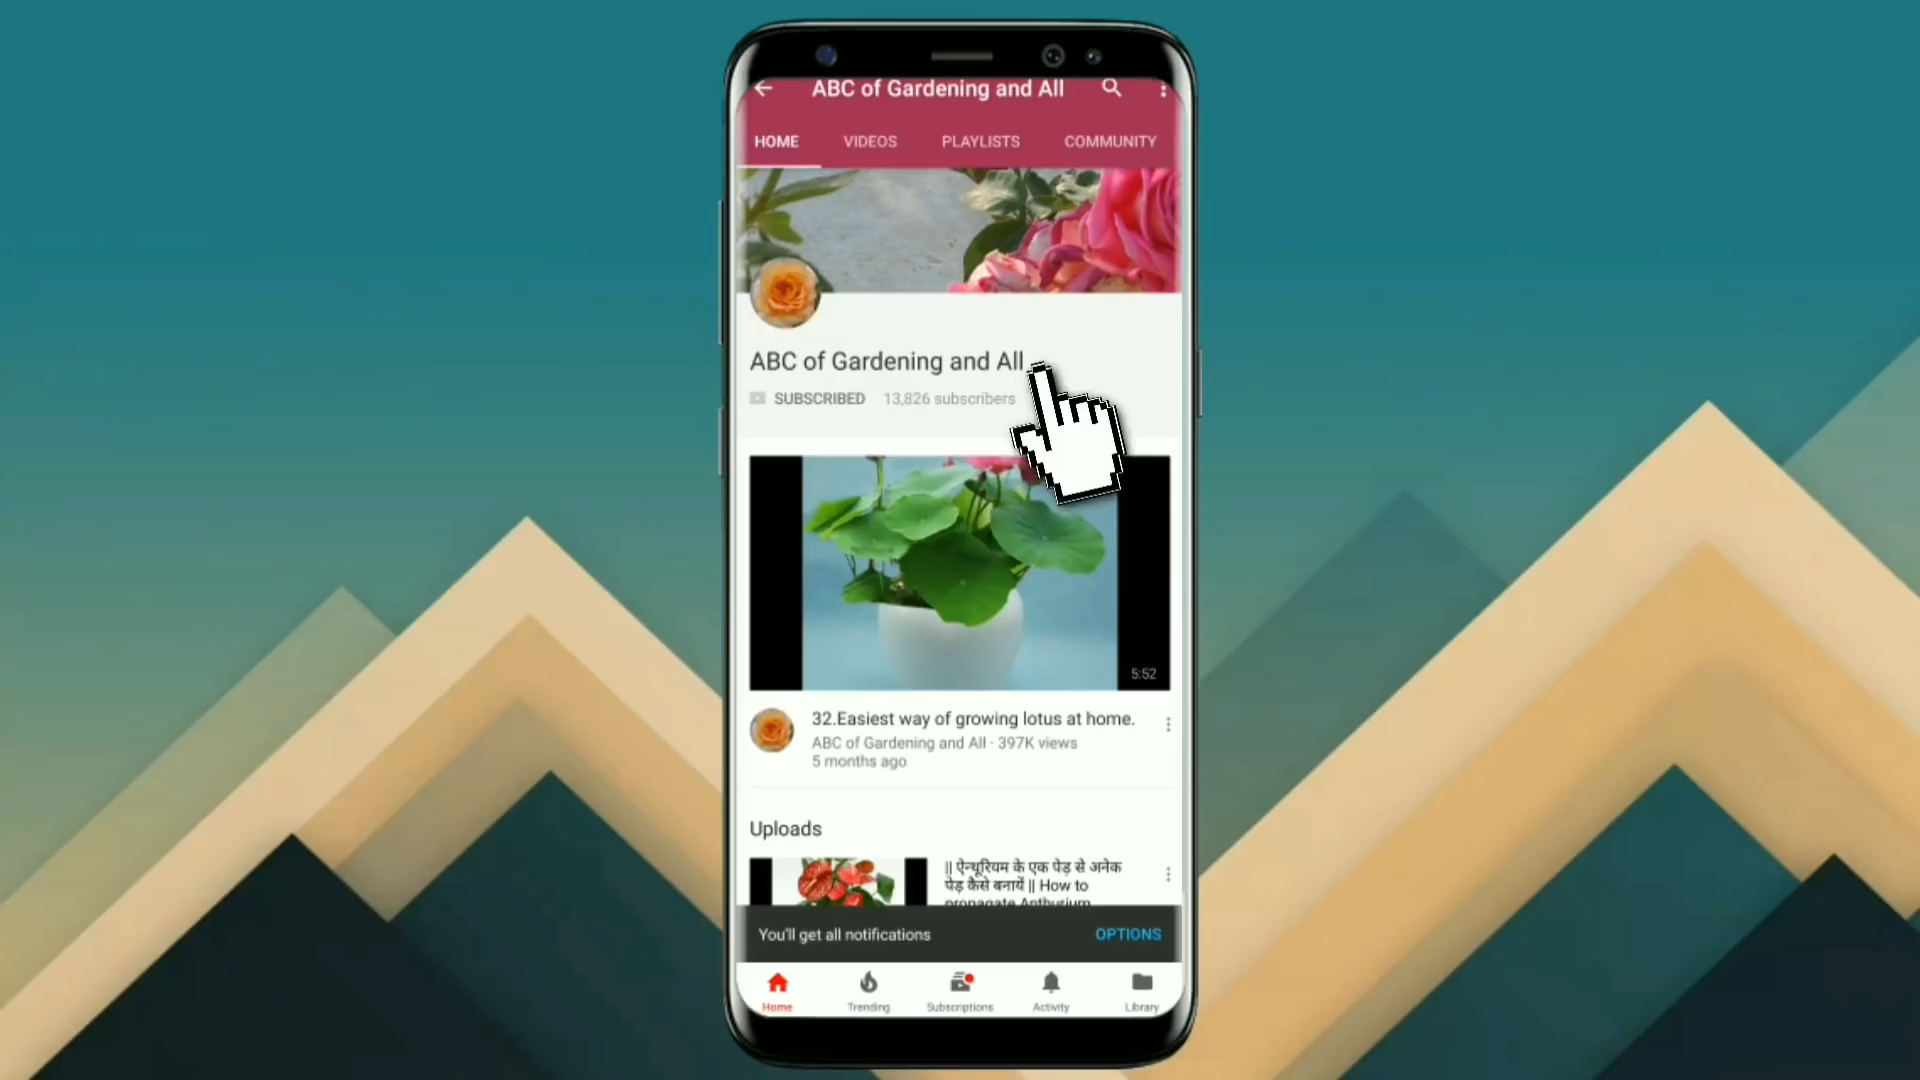 ABC of Gardening and All
HOME VIDEOS PLAYLISTS COMMUNITY
ABC of Gardening and All
SUBSCRIBED 13,826 subscribers
5:52
32.Easiest way of growing lotus at home.
ABC of Gardening and All · 397K views
5 months ago
Uploads
|| ऐन्थूरियम के एक पेड़ से अनेक
पेड़ कैसे बनायें || How to
propagate Anthurium
You'll get all notifications OPTIONS
Home Trending Subscriptions Activity Library